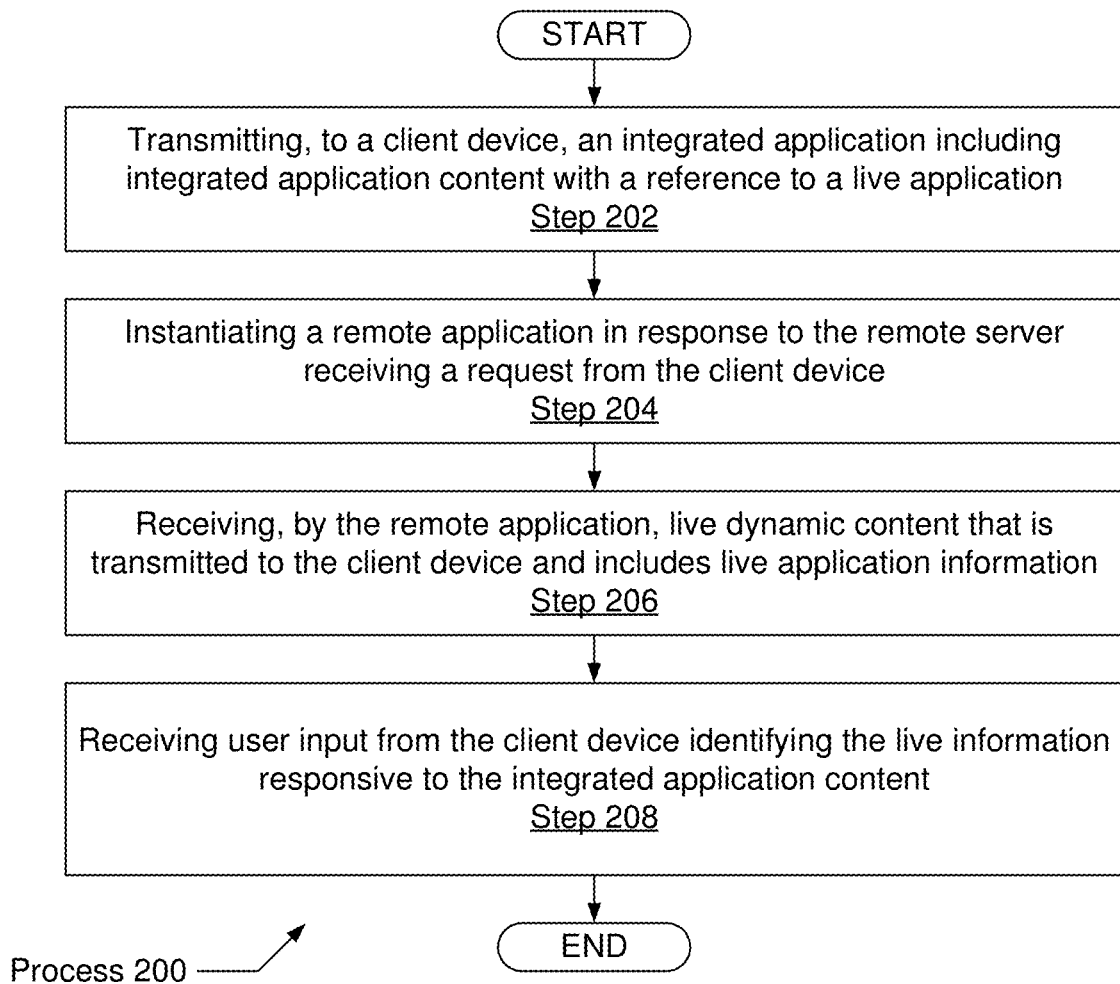 START
Transmitting, to a client device, an integrated application including
integrated application content with a reference to a live application
Step 202
Instantiating a remote application in response to the remote server
receiving a request from the client device
Step 204
Receiving, by the remote application, live dynamic content that is
transmitted to the client device and includes live application information
Step 206
Receiving user input from the client device identifying the live information
responsive to the integrated application content
Step 208
END
Process 200